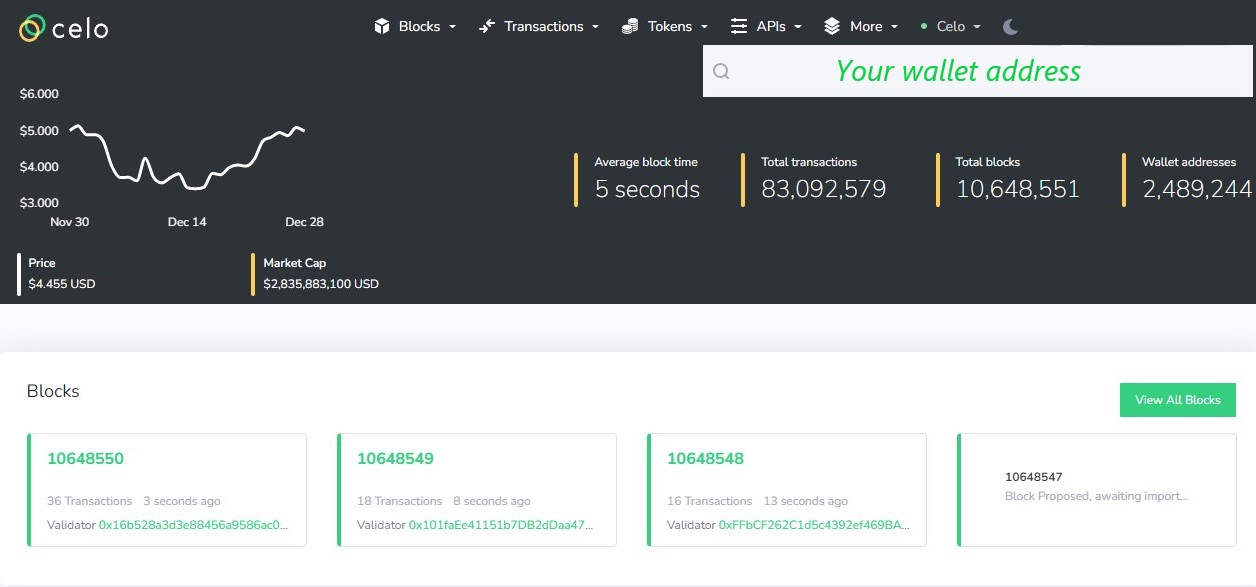 celo
Blocks Transactions Tokens APIs More Celo
Your wallet address
$6.000
$5.000
$4.000
$3.000
Nov 30 Dec 14 Dec 28
Average block time
5 seconds
Total transactions
83,092,579
Total blocks
10,648,551
Wallet addresses
2,489,244
Price
$4.455 USD
Market Cap
$2,835,883,100 USD
Blocks
View All Blocks
10648550
36 Transactions 3 seconds ago
Validator 0x16b528a3d3e88456a9586ac0...
10648549
18 Transactions 8 seconds ago
Validator 0x101faEe41151b7DB2dDaa47...
10648548
16 Transactions 13 seconds ago
Validator 0xFFbCF262C1d5c4392ef469BA...
10648547
Block Proposed, awaiting import...